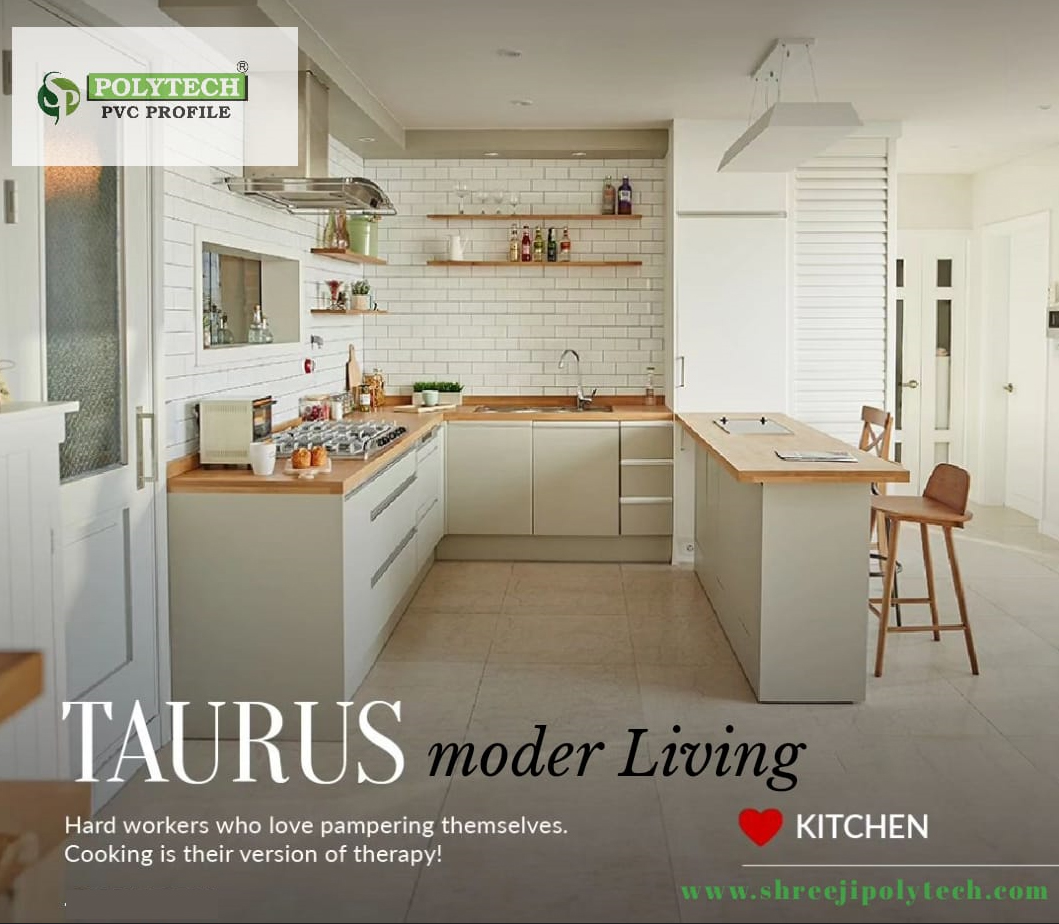 SP POLYTECH ®
PVC PROFILE
TAURUS moder Living
Hard workers who love pampering themselves.
Cooking is their version of therapy!
KITCHEN
www.shreejipolytech.com